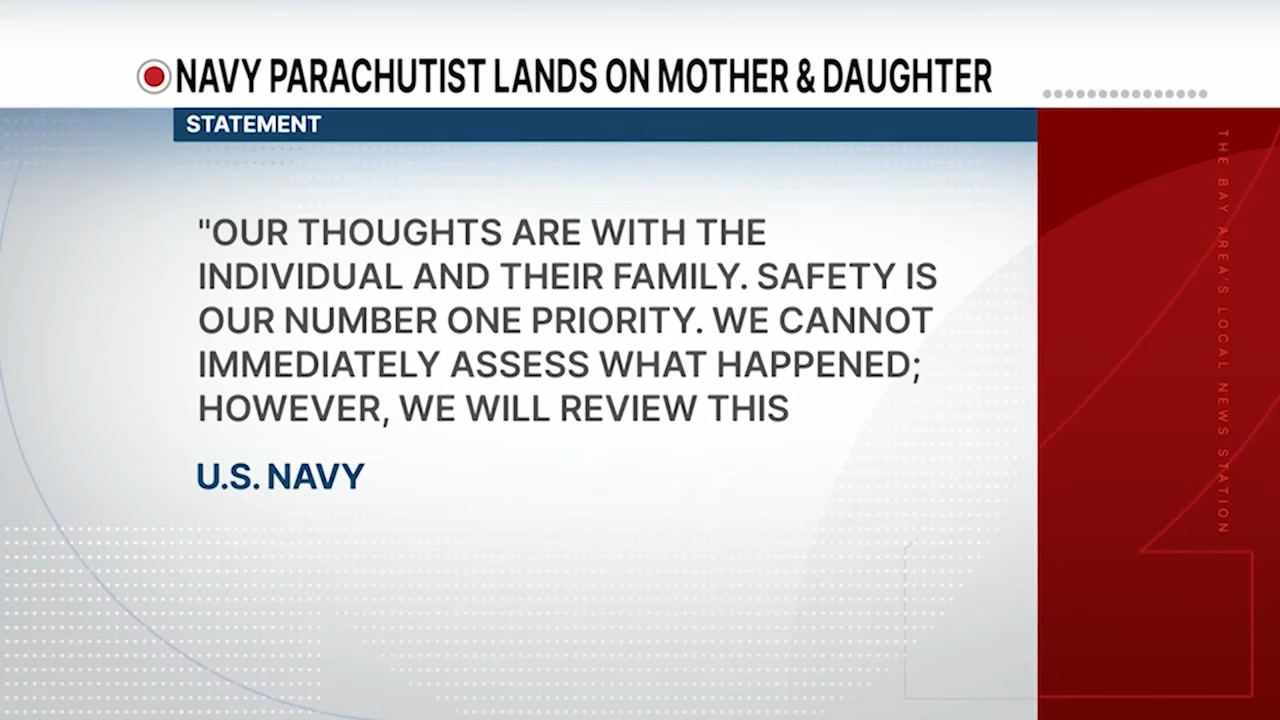 NAVY PARACHUTIST LANDS ON MOTHER & DAUGHTER
STATEMENT
"OUR THOUGHTS ARE WITH THE
INDIVIDUAL AND THEIR FAMILY. SAFETY IS
OUR NUMBER ONE PRIORITY. WE CANNOT
IMMEDIATELY ASSESS WHAT HAPPENED;
HOWEVER, WE WILL REVIEW THIS
U.S. NAVY
THE BAY AREA'S LOCAL NEWS STATION